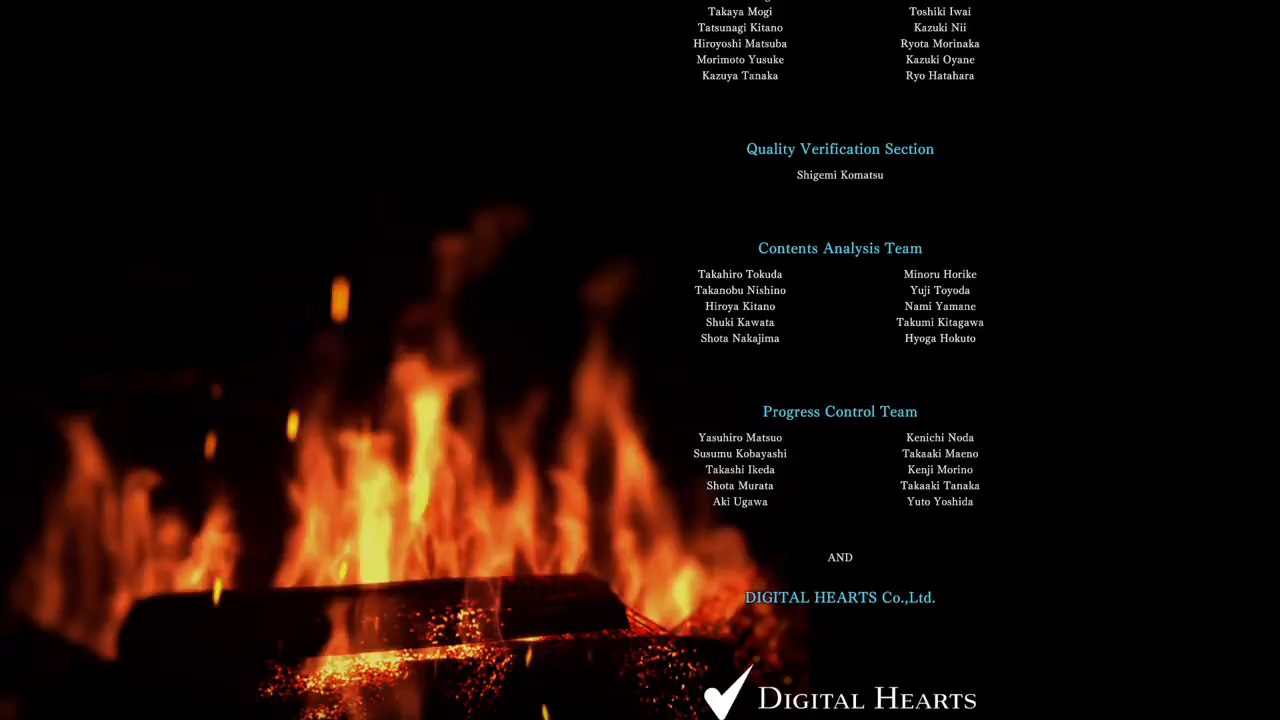 Takaya Mogi Toshiki Iwai
Tatsunagi Kitano Kazuki Nii
Hiroyoshi Matsuba Ryota Morinaka
Morimoto Yusuke Kazuki Oyane
Kazuya Tanaka Ryo Hatahara
Quality Verification Section
Shigemi Komatsu
Contents Analysis Team
Takahiro Tokuda Minoru Horike
Takanobu Nishino Yuji Toyoda
Hiroya Kitano Nami Yamane
Shuki Kawata Takumi Kitagawa
Shota Nakajima Hyoga Hokuto
Progress Control Team
Yasuhiro Matsuo Kenichi Noda
Susumu Kobayashi Takaaki Maeno
Takashi Ikeda Kenji Morino
Shota Murata Takaaki Tanaka
Aki Ugawa Yuto Yoshida
AND
DIGITAL HEARTS Co.,Ltd.
DIGITAL HEARTS